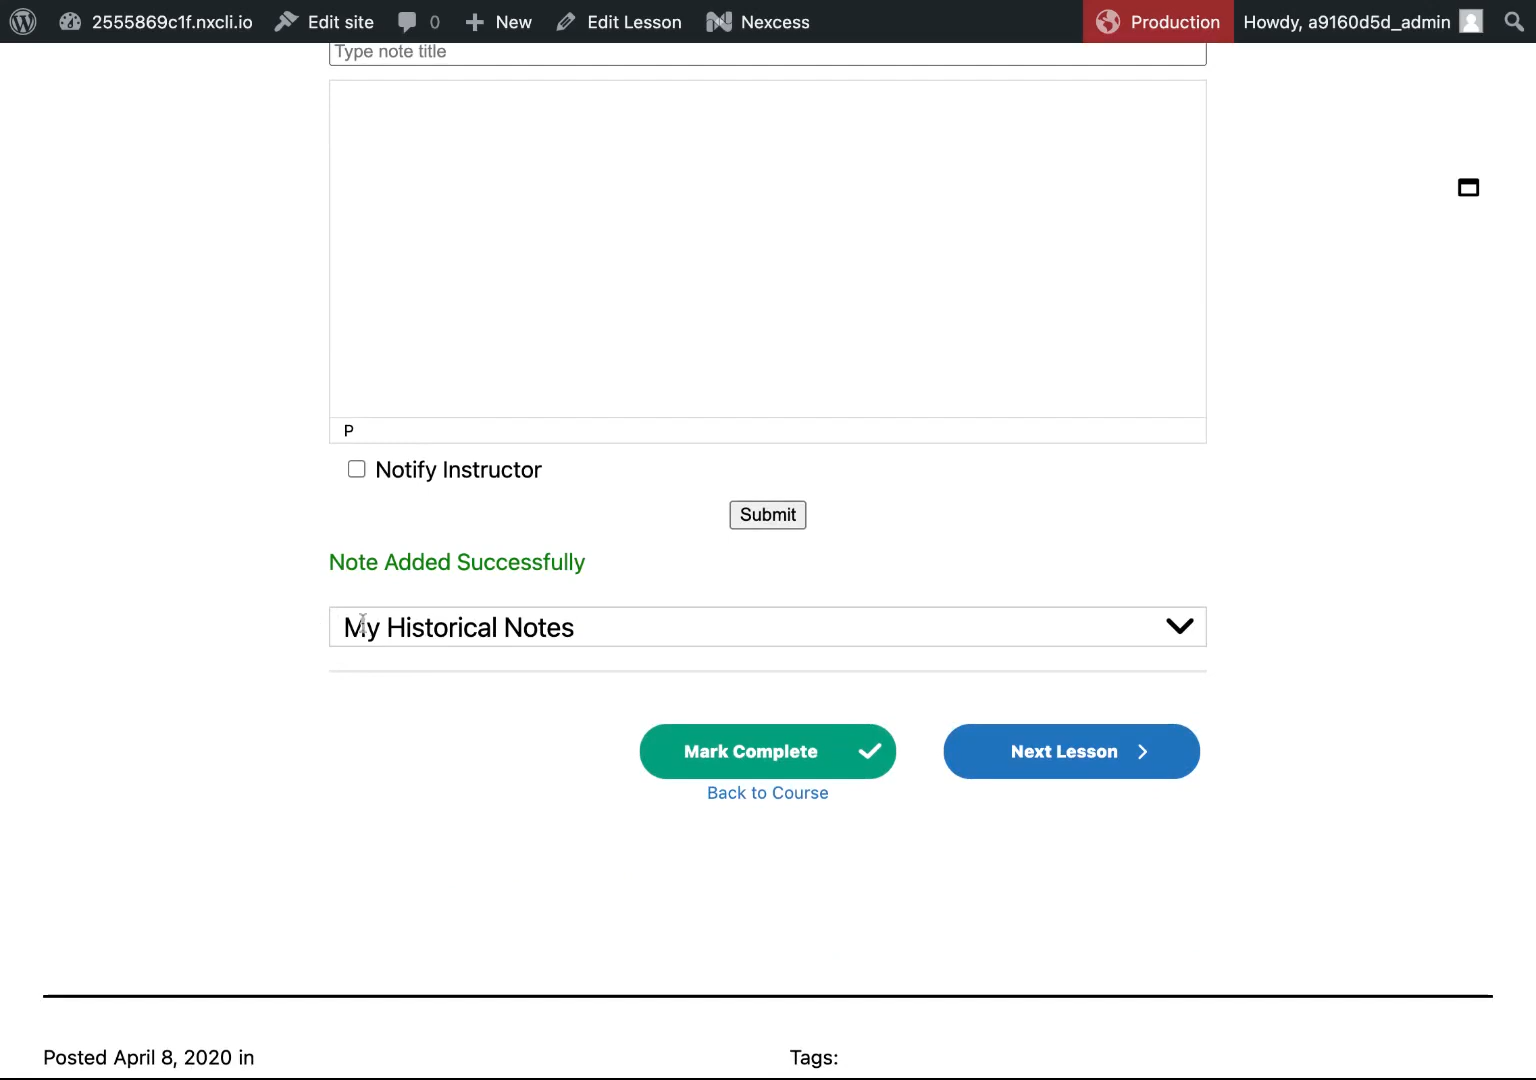 2555869c1f.nxcli.io Edit site 0 New Edit Lesson Nexcess Production Howdy, a9160d5d_admin
Type note title
P
Notify Instructor
Submit
Note Added Successfully
My Historical Notes
Mark Complete Next Lesson
Back to Course
Posted April 8, 2020 in Tags: